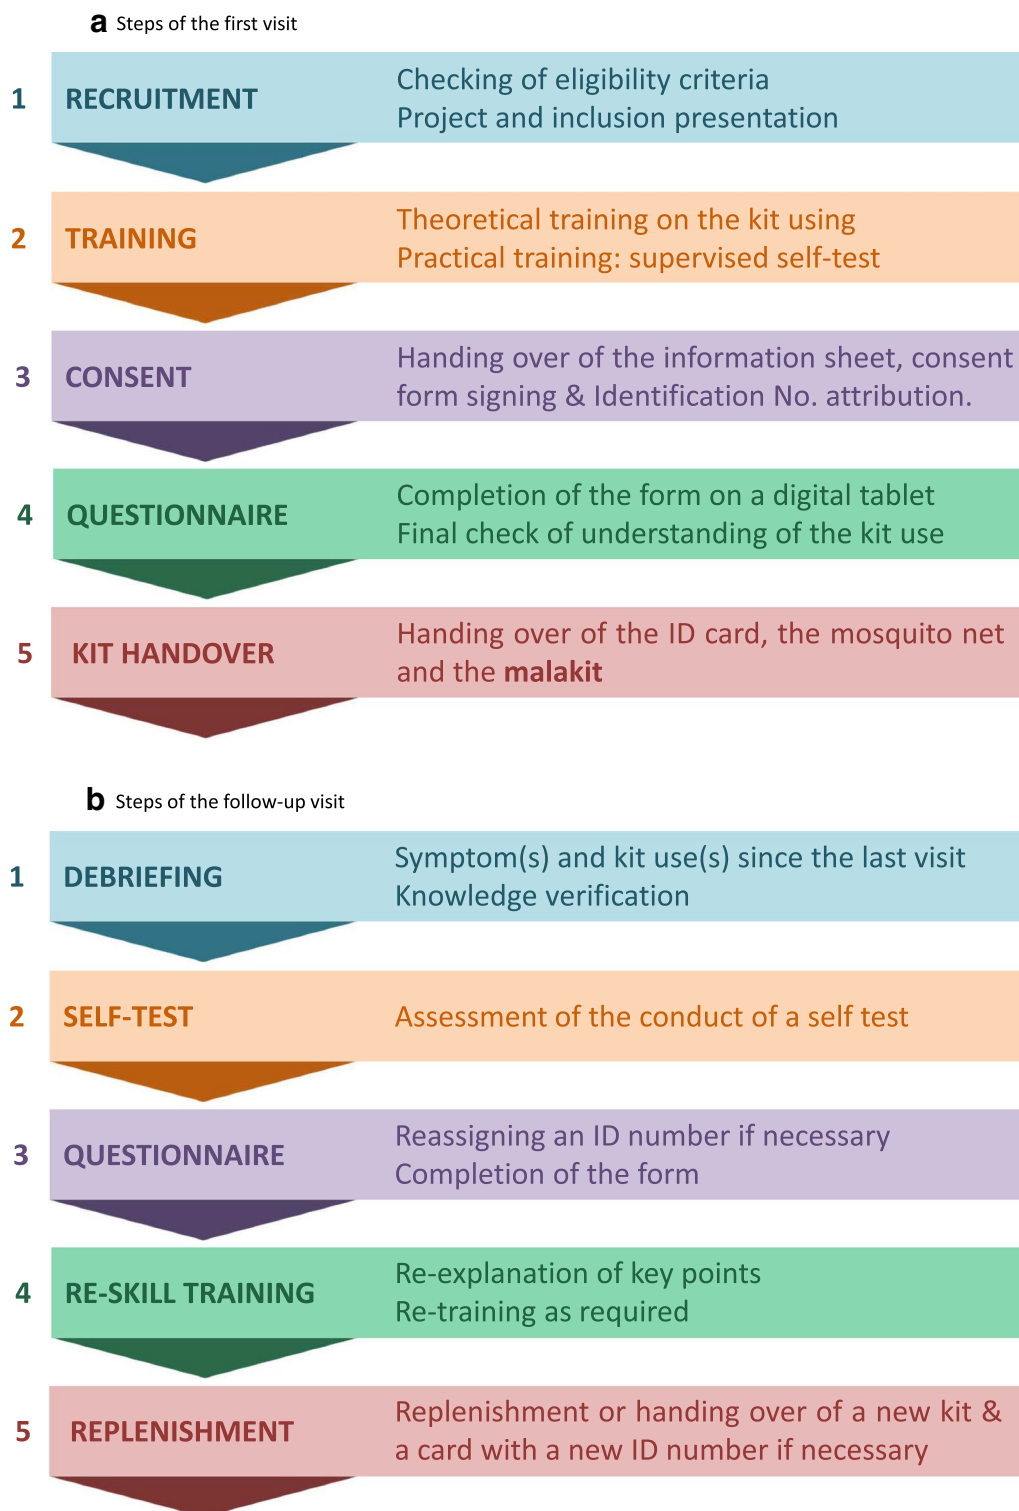 a Steps of the first visit
1 RECRUITMENT
Checking of eligibility criteria
Project and inclusion presentation
2 TRAINING
Theoretical training on the kit using
Practical training: supervised self-test
3 CONSENT
Handing over of the information sheet, consent
form signing & Identification No. attribution.
4 QUESTIONNAIRE
Completion of the form on a digital tablet
Final check of understanding of the kit use
5 KIT HANDOVER
Handing over of the ID card, the mosquito net
and the malakit
b Steps of the follow-up visit
1 DEBRIEFING
Symptom(s) and kit use(s) since the last visit
Knowledge verification
2 SELF-TEST
Assessment of the conduct of a self test
3 QUESTIONNAIRE
Reassigning an ID number if necessary
Completion of the form
4 RE-SKILL TRAINING
Re-explanation of key points
Re-training as required
5 REPLENISHMENT
Replenishment or handing over of a new kit &
a card with a new ID number if necessary